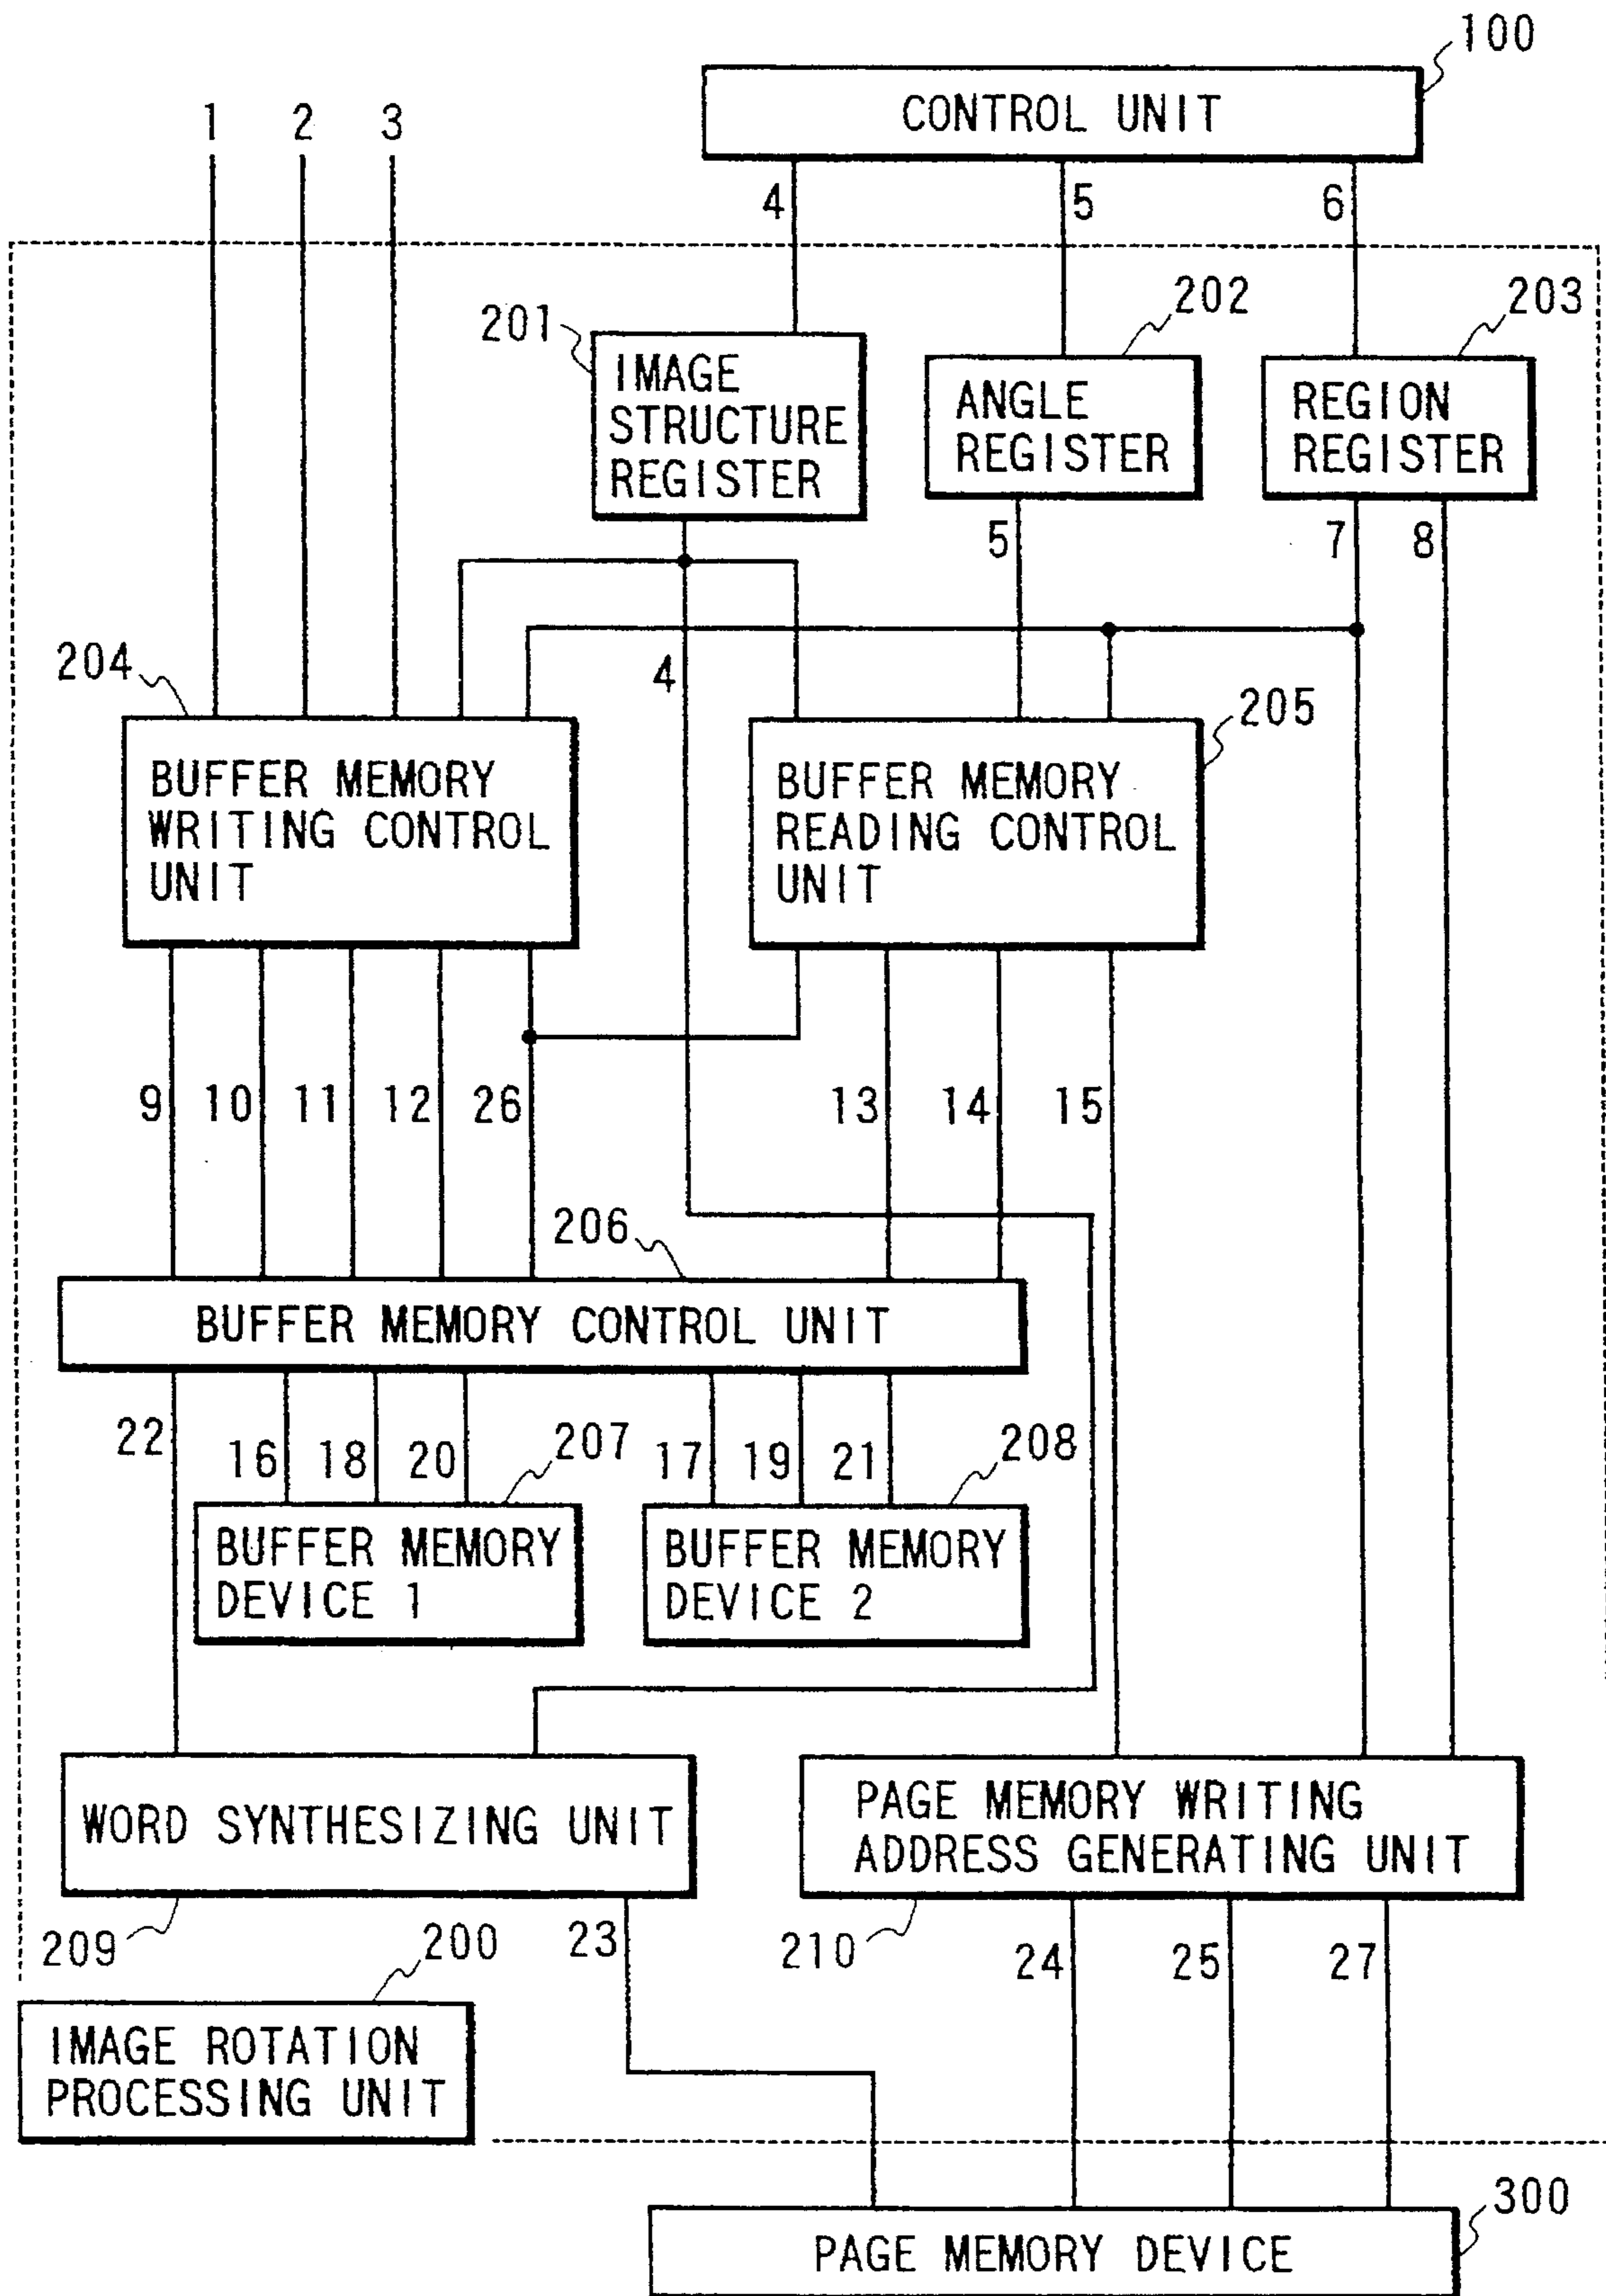 100
CONTROL UNIT
1 2 3
4 5 6
201 202 203
IMAGE
STRUCTURE
REGISTER
ANGLE
REGISTER
REGION
REGISTER
5 7 8
204 4 205
BUFFER MEMORY
WRITING CONTROL
UNIT
BUFFER MEMORY
READING CONTROL
UNIT
9 10 11 12 26 13 14 15
206
BUFFER MEMORY CONTROL UNIT
22 16 18 20 207 17 19 21 208
BUFFER MEMORY
DEVICE 1
BUFFER MEMORY
DEVICE 2
WORD SYNTHESIZING UNIT
PAGE MEMORY WRITING
ADDRESS GENERATING UNIT
209 200 23 210 24 25 27
IMAGE ROTATION
PROCESSING UNIT
300
PAGE MEMORY DEVICE